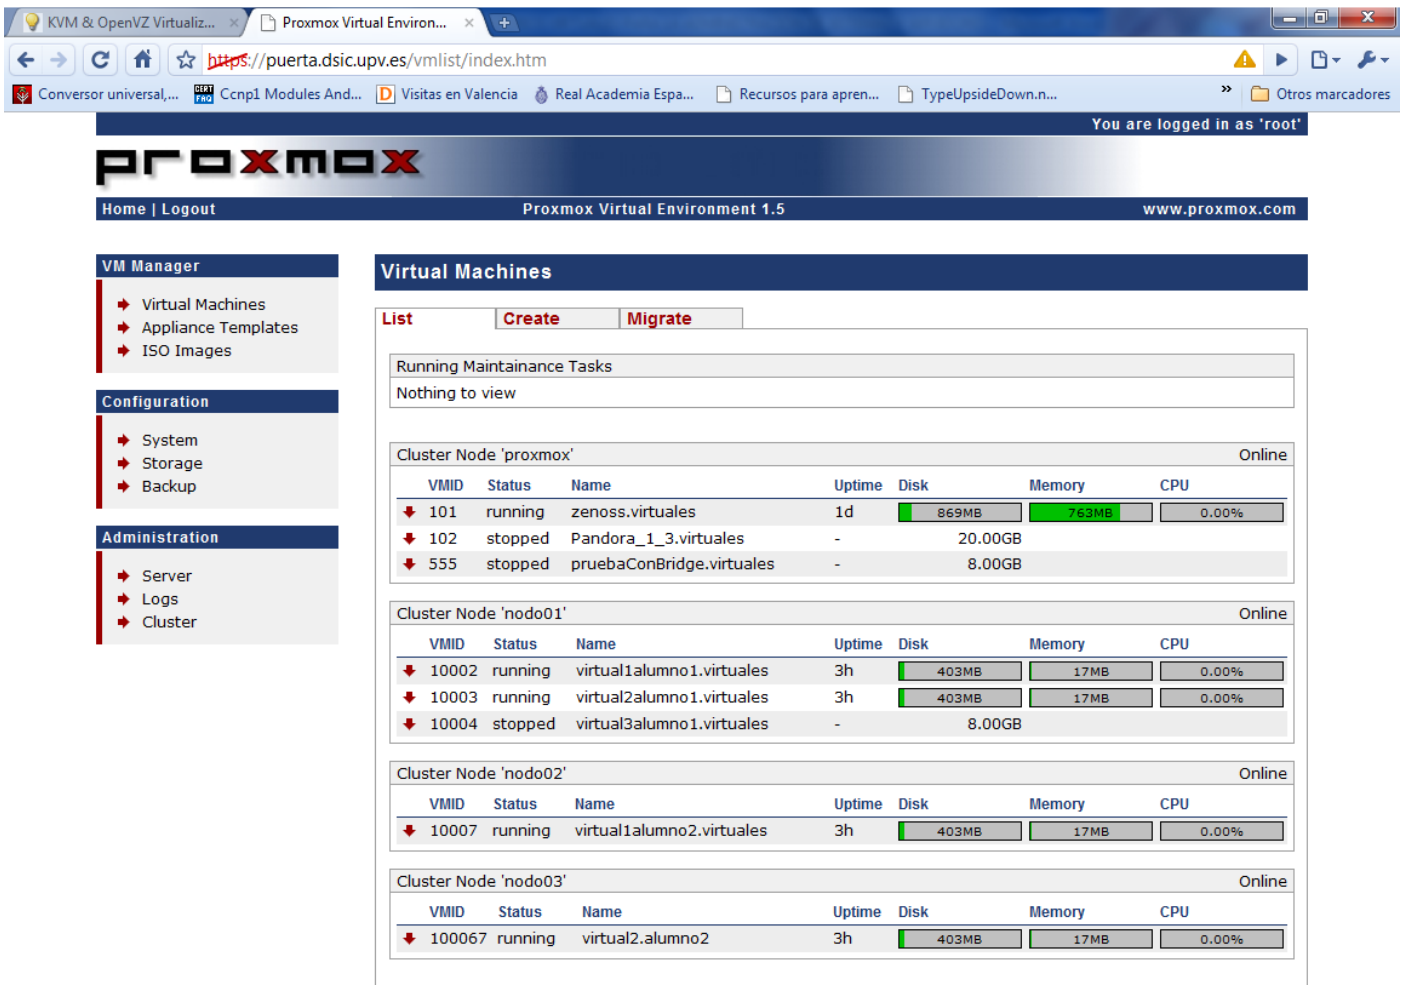 KVM & OpenVZ Virtualiz... Proxmox Virtual Environ...
https://puerta.dsic.upv.es/vmlist/index.htm
Conversor universal,... CERT FAQ Ccnp1 Modules And... D Visitas en Valencia Real Academia Espa... Recursos para apren... TypeUpsideDown.n... » Otros marcadores
You are logged in as 'root'
proxmox
Home | Logout Proxmox Virtual Environment 1.5 www.proxmox.com
VM Manager
Virtual Machines
Appliance Templates
ISO Images
Configuration
System
Storage
Backup
Administration
Server
Logs
Cluster
Virtual Machines
List Create Migrate
Running Maintainance Tasks
Nothing to view
Cluster Node 'proxmox' Online
VMID Status Name Uptime Disk Memory CPU
101 running zenoss.virtuales 1d 869MB 763MB 0.00%
102 stopped Pandora_1_3.virtuales - 20.00GB
555 stopped pruebaConBridge.virtuales - 8.00GB
Cluster Node 'nodo01' Online
VMID Status Name Uptime Disk Memory CPU
10002 running virtual1alumno1.virtuales 3h 403MB 17MB 0.00%
10003 running virtual2alumno1.virtuales 3h 403MB 17MB 0.00%
10004 stopped virtual3alumno1.virtuales - 8.00GB
Cluster Node 'nodo02' Online
VMID Status Name Uptime Disk Memory CPU
10007 running virtual1alumno2.virtuales 3h 403MB 17MB 0.00%
Cluster Node 'nodo03' Online
VMID Status Name Uptime Disk Memory CPU
100067 running virtual2.alumno2 3h 403MB 17MB 0.00%